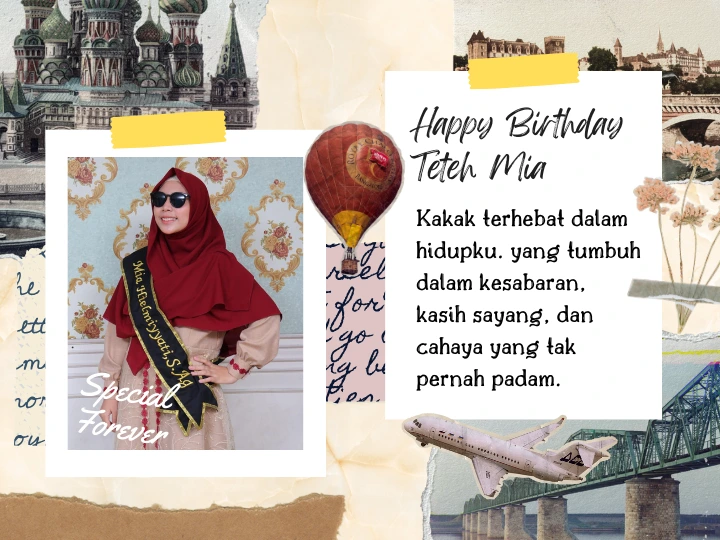 Happy Birthday
Teteh Mia
Kakak terhebat dalam
hidupku. yang tumbuh
dalam kesabaran,
kasih sayang, dan
cahaya yang tak
pernah padam.
Mia Hielmiyyati,S.Ag
Special
Forever